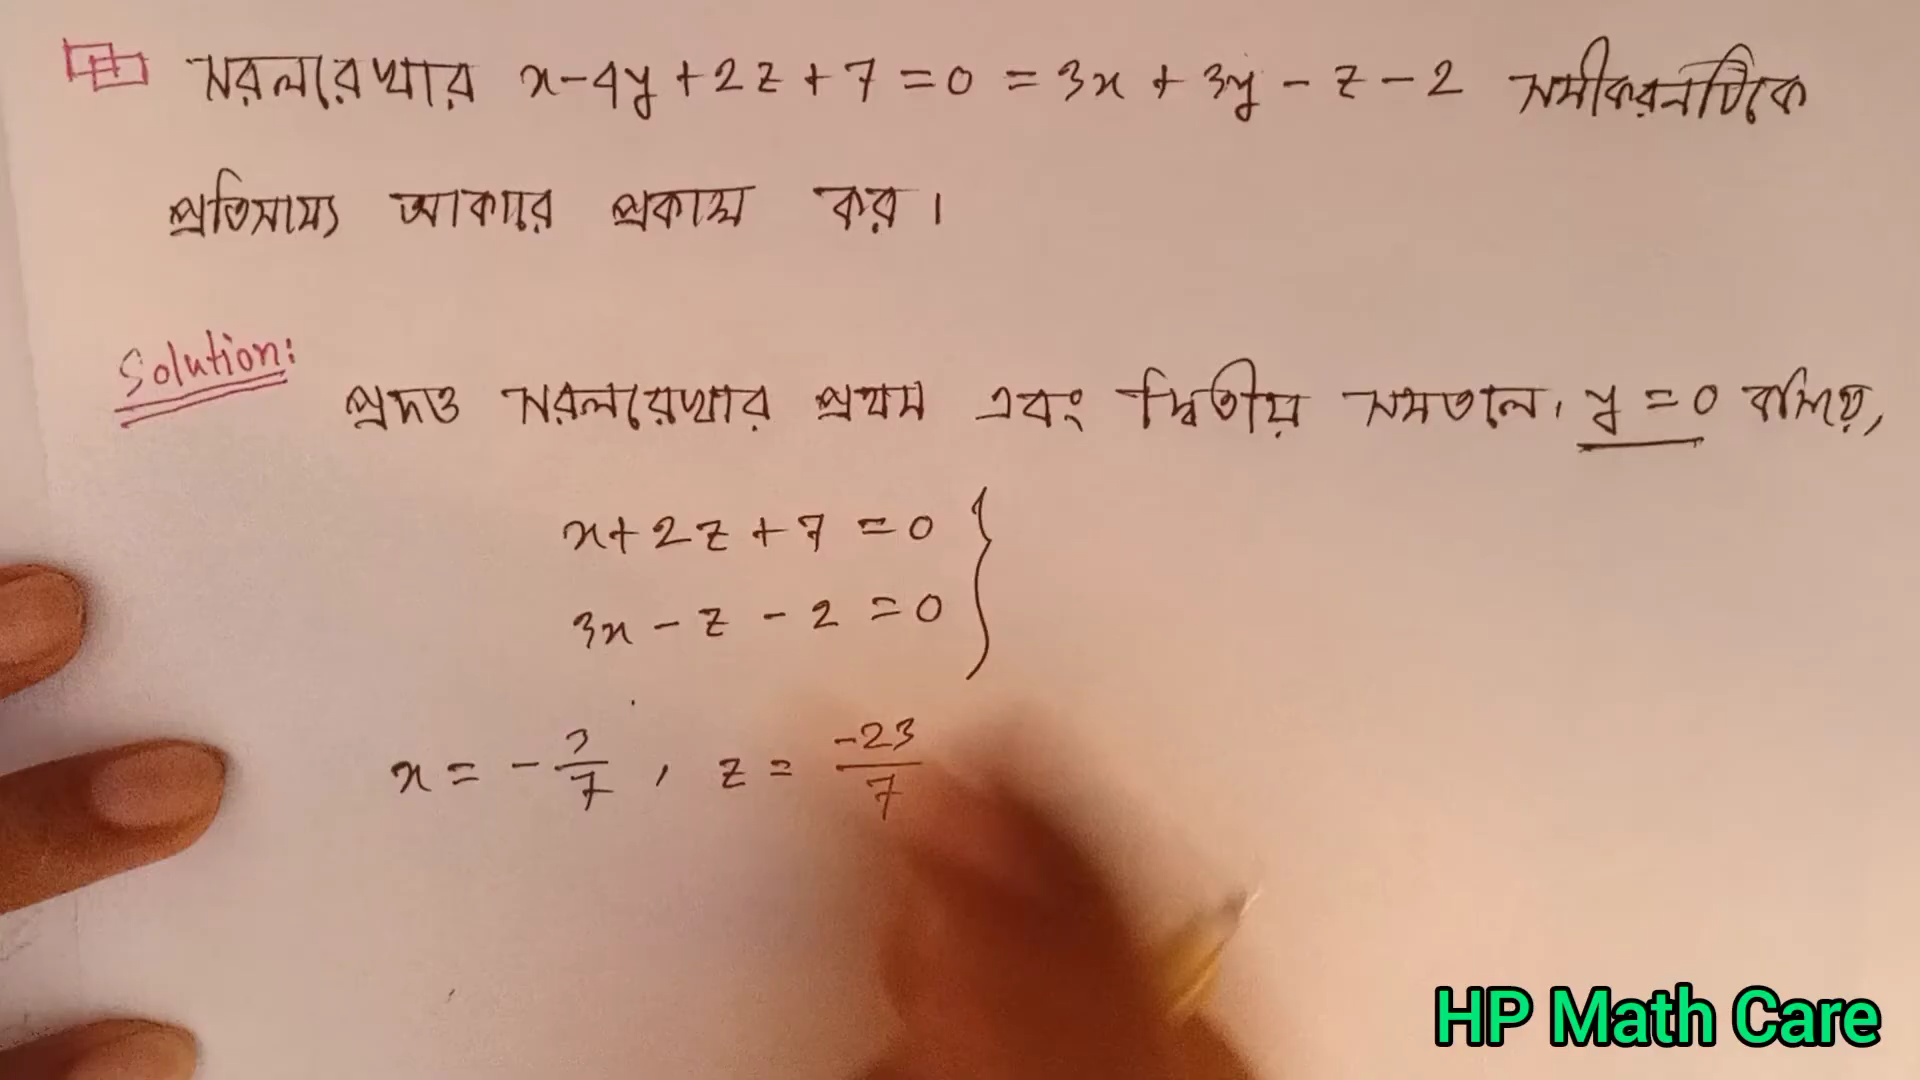 সরলরেখার x-4y+2z+7=0=3x+3y-z-2 সমীকরনটিকে
প্রতিসাম্য আকারে প্রকাশ কর।
Solution:
প্রদত্ত সরলরেখার প্রথম এবং দ্বিতীয় সমতলে, y=0 বসিয়ে,
x+2z+7=0
3x-z-2=0
x=-3/7, z=-23/7
HP Math Care